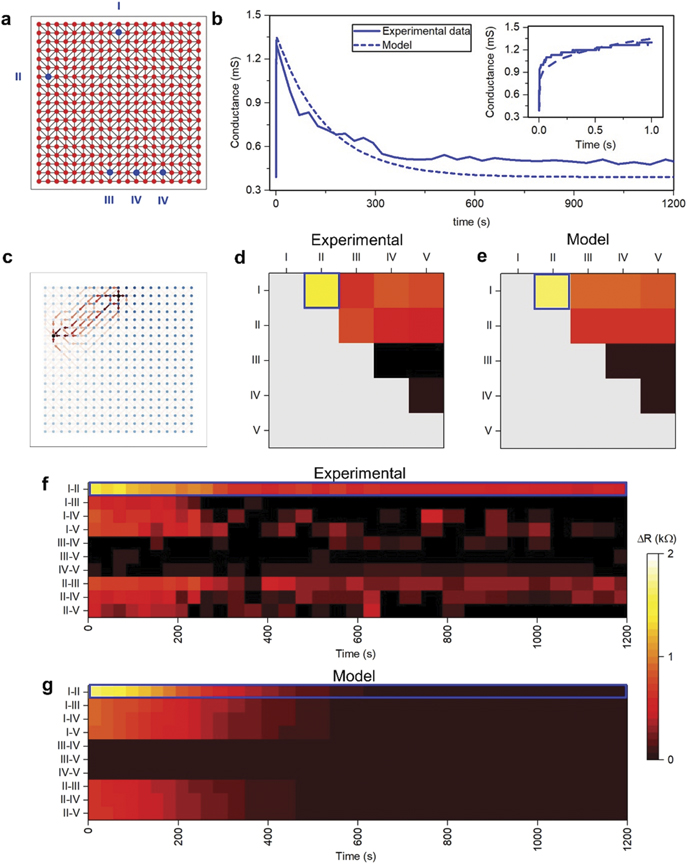 a
I
II
III IV IV
b
Conductance (mS)
1.5
1.2
0.9
0.6
0.3
Experimental data
Model
Conductance (mS)
1.5
1.2
0.9
0.6
0.3
0.0 0.5 1.0
Time (s)
0 300 600 900 1200
time (s)
c
d
Experimental
I II III IV V
I
II
III
IV
V
e
Model
I II III IV V
I
II
III
IV
V
f
Experimental
I-II
I-III
I-IV
I-V
III-IV
III-V
IV-V
II-III
II-IV
II-V
0 200 400 600 800 1000 1200
Time (s)
g
Model
I-II
I-III
I-IV
I-V
III-IV
III-V
IV-V
II-III
II-IV
II-V
0 200 400 600 800 1000 1200
Time (s)
ΔR (kΩ)
2
1
0